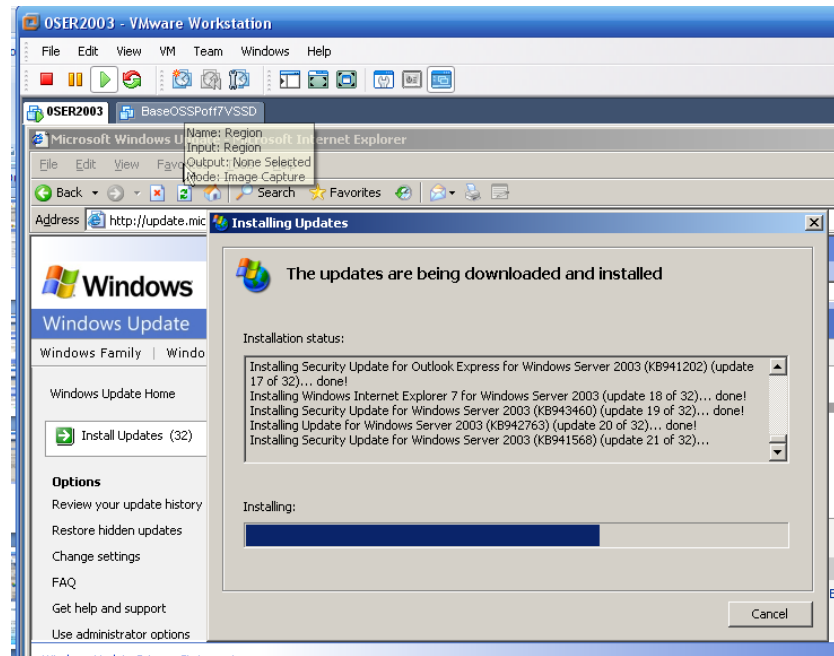 0SER2003 - VMware Workstation
File Edit View VM Team Windows Help
0SER2003 BaseOSSPoff7VSSD
Microsoft Windows U soft Internet Explorer
Name: Region
Input: Region
Output: None Selected
Mode: Image Capture
File Edit View
Back Search Favorites
Address http://update.mic
Installing Updates
The updates are being downloaded and installed
Windows
Windows Update
Windows Family | Windo
Windows Update Home
Install Updates (32)
Options
Review your update history
Restore hidden updates
Change settings
FAQ
Get help and support
Use administrator options
Installation status:
Installing Security Update for Outlook Express for Windows Server 2003 (KB941202) (update
17 of 32)... done!
Installing Windows Internet Explorer 7 for Windows Server 2003 (update 18 of 32)... done!
Installing Security Update for Windows Server 2003 (KB943460) (update 19 of 32)... done!
Installing Update for Windows Server 2003 (KB942763) (update 20 of 32)... done!
Installing Security Update for Windows Server 2003 (KB941568) (update 21 of 32)...
Installing:
Cancel